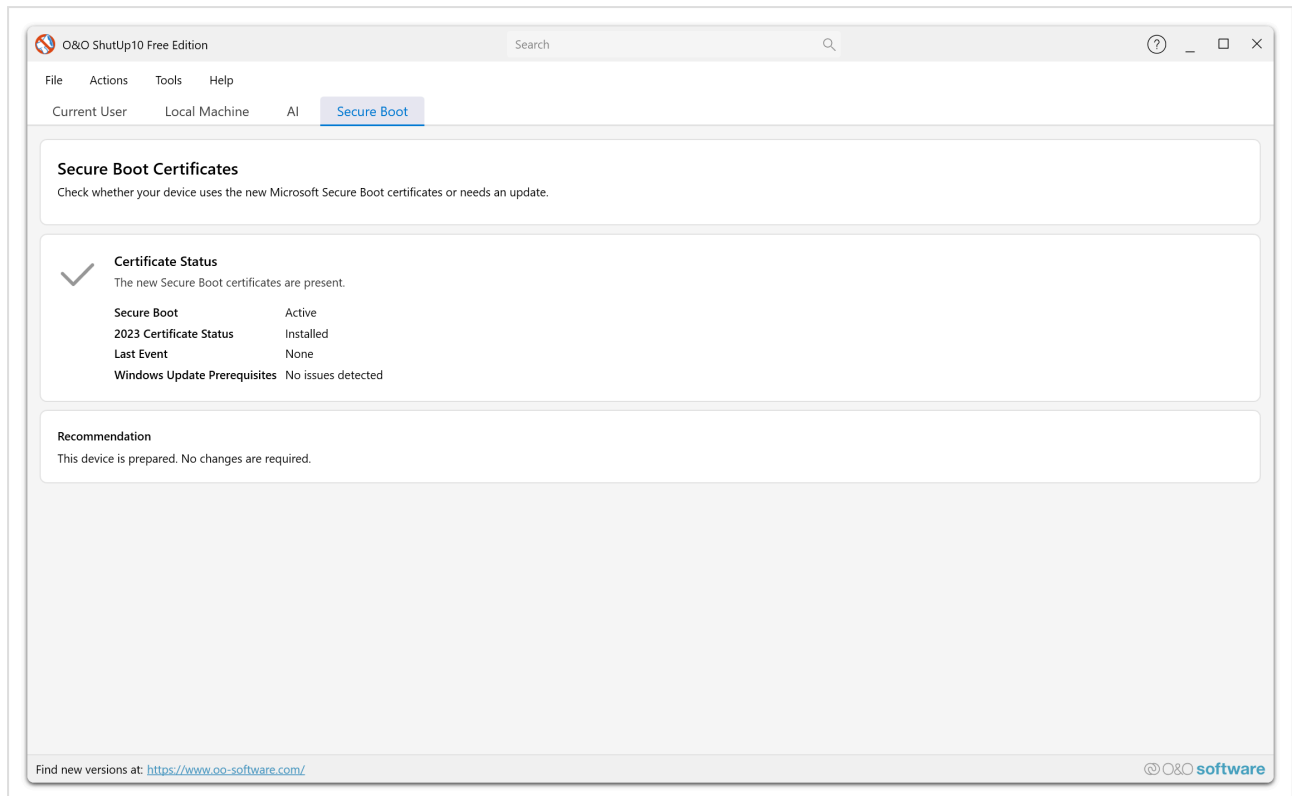 O&O ShutUp10 Free Edition
Search
?
File Actions Tools Help
Current User Local Machine AI Secure Boot
Secure Boot Certificates
Check whether your device uses the new Microsoft Secure Boot certificates or needs an update.
Certificate Status
The new Secure Boot certificates are present.
Secure Boot Active
2023 Certificate Status Installed
Last Event None
Windows Update Prerequisites No issues detected
Recommendation
This device is prepared. No changes are required.
Find new versions at: https://www.oo-software.com/
O&O software